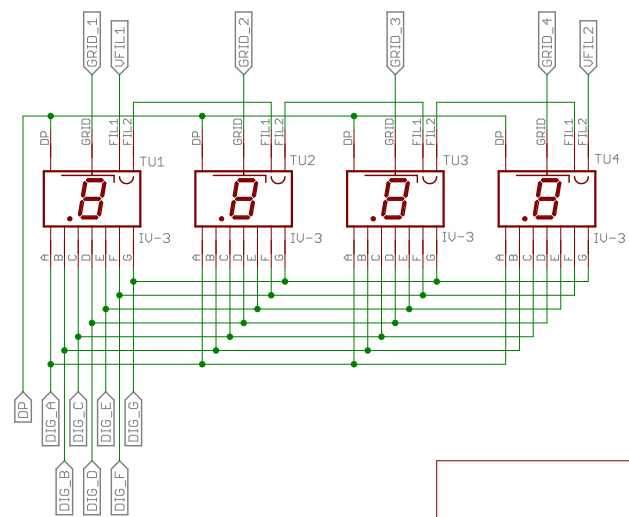 GRID_1
VFIL1
GRID_2
GRID_3
GRID_4
VFIL2
DP
GRID
FIL1
FIL2
DP
GRID
FIL1
FIL2
DP
GRID
FIL1
FIL2
DP
GRID
FIL1
FIL2
TU1
TU2
TU3
TU4
.8
.8
.8
.8
IV-3
IV-3
IV-3
IV-3
A B C D E F G
A B C D E F G
A B C D E F G
A B C D E F G
DP
DIG_A
DIG_C
DIG_E
DIG_G
DIG_B
DIG_D
DIG_F